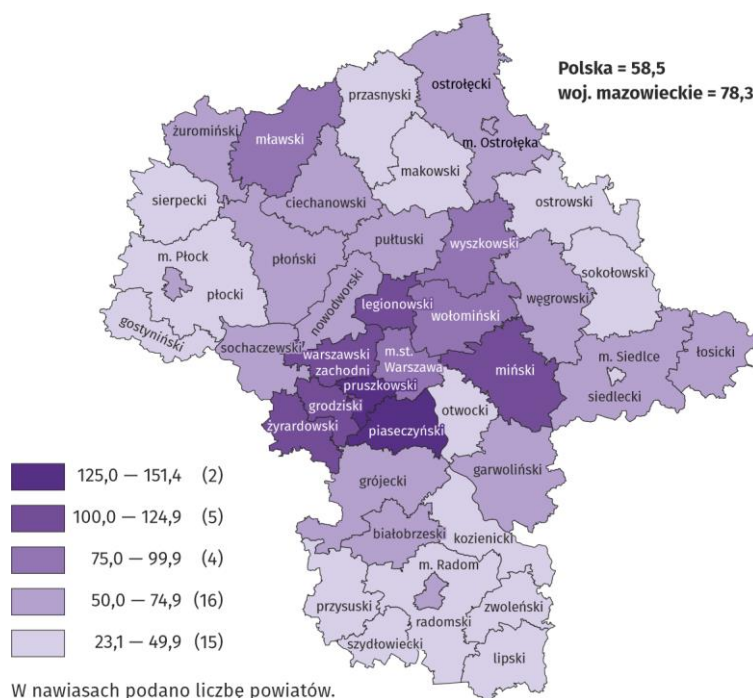 Polska = 58,5
woj. mazowieckie = 78,3
ostrołęcki
przasnyski
żuromiński
mławski
m. Ostrołęka
makowski
sierpecki
ciechanowski
ostrowski
pułtuski
wyszkowski
m. Płock
płoński
sokołowski
płocki
nowodworski
legionowski
węgrowski
wołomiński
gostyniński
sochaczewski
warszawski
zachodni
m.st.
Warszawa
m. Siedlce
łosicki
miński
pruszkowski
siedlecki
grodziski
otwocki
żyrardowski
piaseczyński
garwoliński
grójecki
białobrzeski
kozienicki
m. Radom
przysuski
zwoleński
radomski
szydłowiecki
lipski
125,0 — 151,4 (2)
100,0 — 124,9 (5)
75,0 — 99,9 (4)
50,0 — 74,9 (16)
23,1 — 49,9 (15)
W nawiasach podano liczbę powiatów.